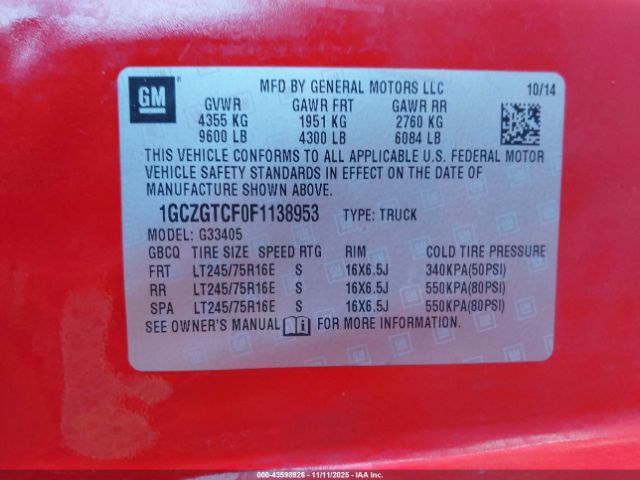 GM ®
MFD BY GENERAL MOTORS LLC 10/14
GVWR GAWR FRT GAWR RR
4355 KG 1951 KG 2760 KG
9600 LB 4300 LB 6084 LB
THIS VEHICLE CONFORMS TO ALL APPLICABLE U.S. FEDERAL MOTOR
VEHICLE SAFETY STANDARDS IN EFFECT ON THE DATE OF
MANUFACTURE SHOWN ABOVE.
1GCZGTCF0F1138953 TYPE: TRUCK
MODEL: G33405
GBCQ TIRE SIZE SPEED RTG RIM COLD TIRE PRESSURE
FRT LT245/75R16E S 16X6.5J 340KPA(50PSI)
RR LT245/75R16E S 16X6.5J 550KPA(80PSI)
SPA LT245/75R16E S 16X6.5J 550KPA(80PSI)
SEE OWNER'S MANUAL i FOR MORE INFORMATION.
© STOCK: 43598926 - 11/11/2025 - IAA Inc.